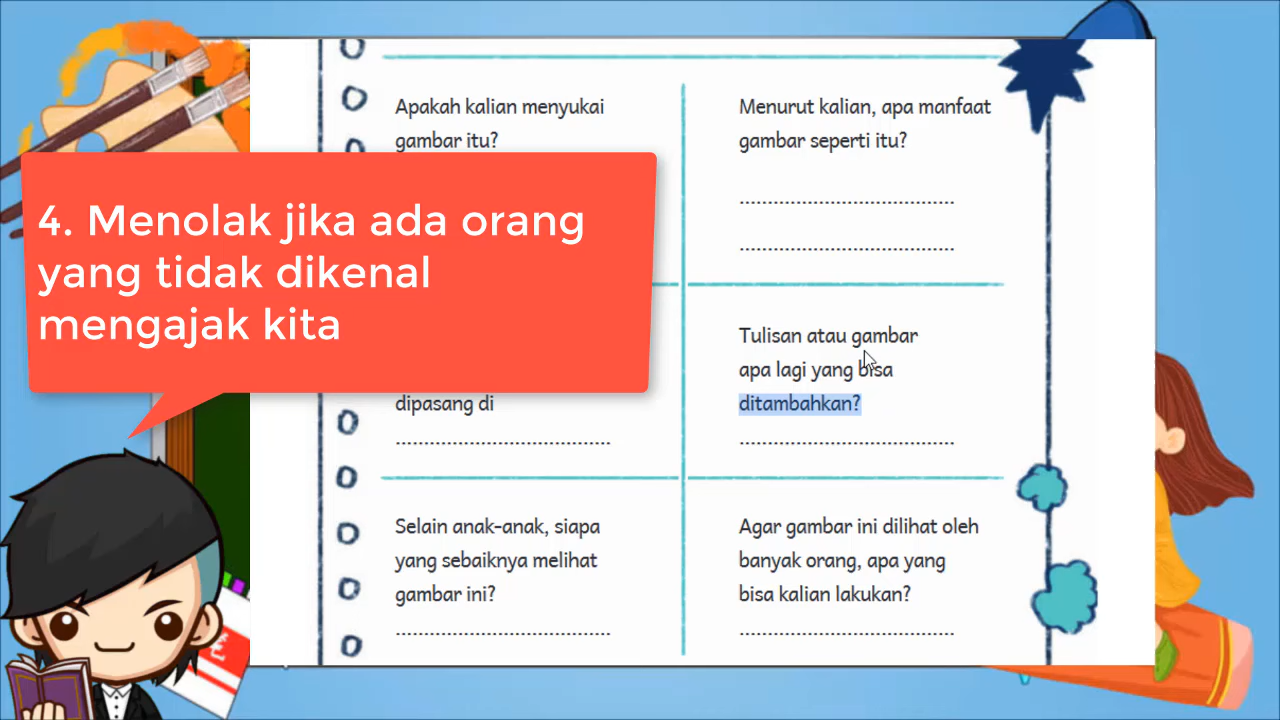 Apakah kalian menyukai
gambar itu?
Menurut kalian, apa manfaat
gambar seperti itu?
.....................................
.....................................
4. Menolak jika ada orang
yang tidak dikenal
mengajak kita
dipasang di
.....................................
Tulisan atau gambar
apa lagi yang bisa
ditambahkan?
.....................................
Selain anak-anak, siapa
yang sebaiknya melihat
gambar ini?
.....................................
Agar gambar ini dilihat oleh
banyak orang, apa yang
bisa kalian lakukan?
.....................................